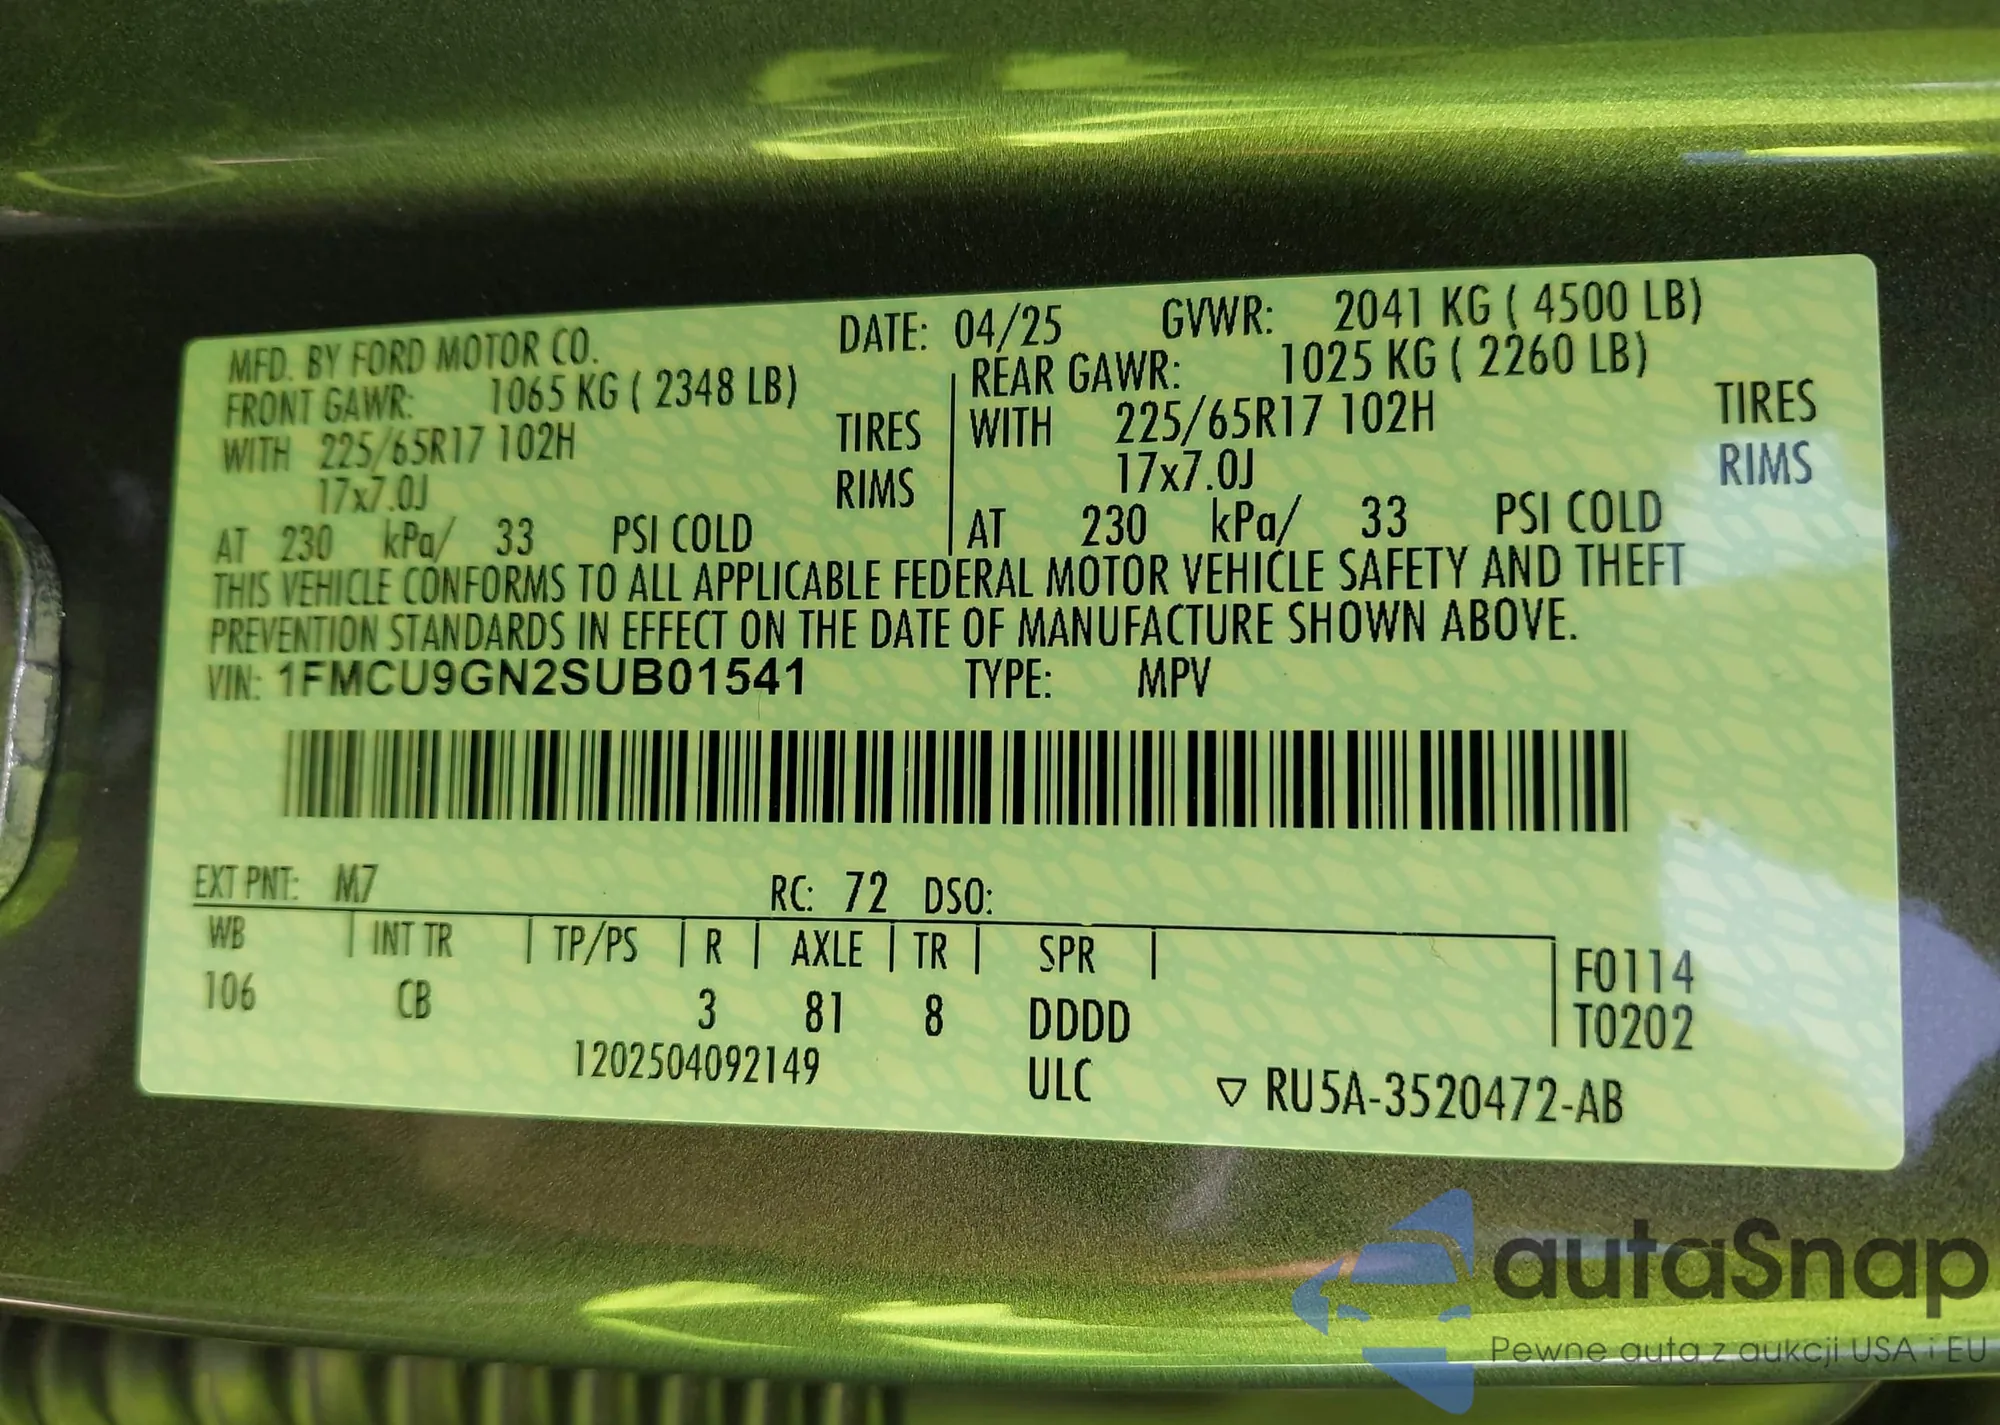 MFD. BY FORD MOTOR CO. DATE: 04/25 GVWR: 2041 KG ( 4500 LB)
FRONT GAWR: 1065 KG ( 2348 LB) REAR GAWR: 1025 KG ( 2260 LB)
WITH 225/65R17 102H TIRES WITH 225/65R17 102H TIRES
17x7.0J RIMS 17x7.0J RIMS
AT 230 kPa/ 33 PSI COLD AT 230 kPa/ 33 PSI COLD
THIS VEHICLE CONFORMS TO ALL APPLICABLE FEDERAL MOTOR VEHICLE SAFETY AND THEFT
PREVENTION STANDARDS IN EFFECT ON THE DATE OF MANUFACTURE SHOWN ABOVE.
VIN: 1FMCU9GN2SUB01541 TYPE: MPV
EXT PNT: M7 RC: 72 DSO:
WB INT TR TP/PS R AXLE TR SPR F0114
106 CB 3 81 8 DDDD T0202
1202504092149 ULC ▽ RU5A-3520472-AB
autaSnap
Pewne auta z aukcji USA i EU